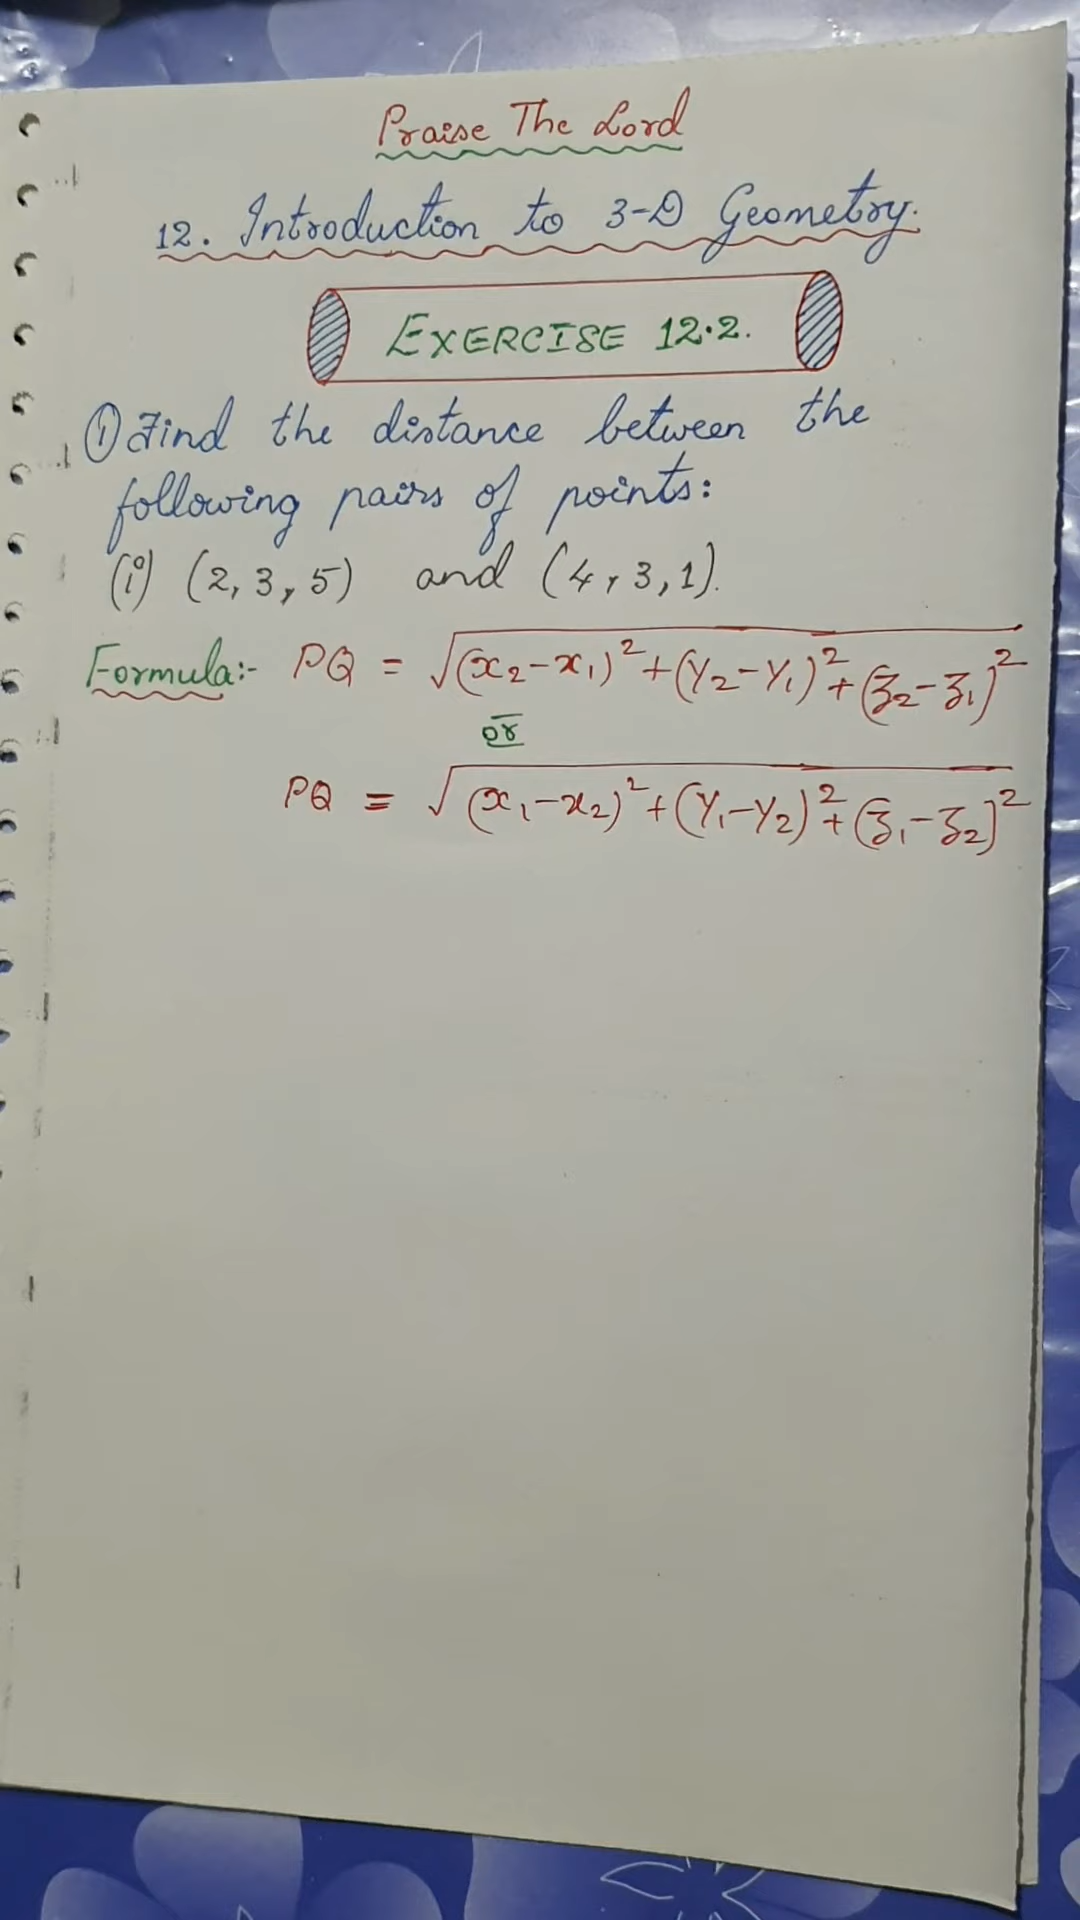 Praise The Lord
12. Introduction to 3-D Geometry.
EXERCISE 12.2.
① Find the distance between the
following pairs of points:
(i) (2, 3, 5) and (4, 3, 1).
Formula:- PQ = √(x₂-x₁)²+(y₂-y₁)²+(z₂-z₁)²
or
PQ = √(x₁-x₂)²+(y₁-y₂)²+(z₁-z₂)²